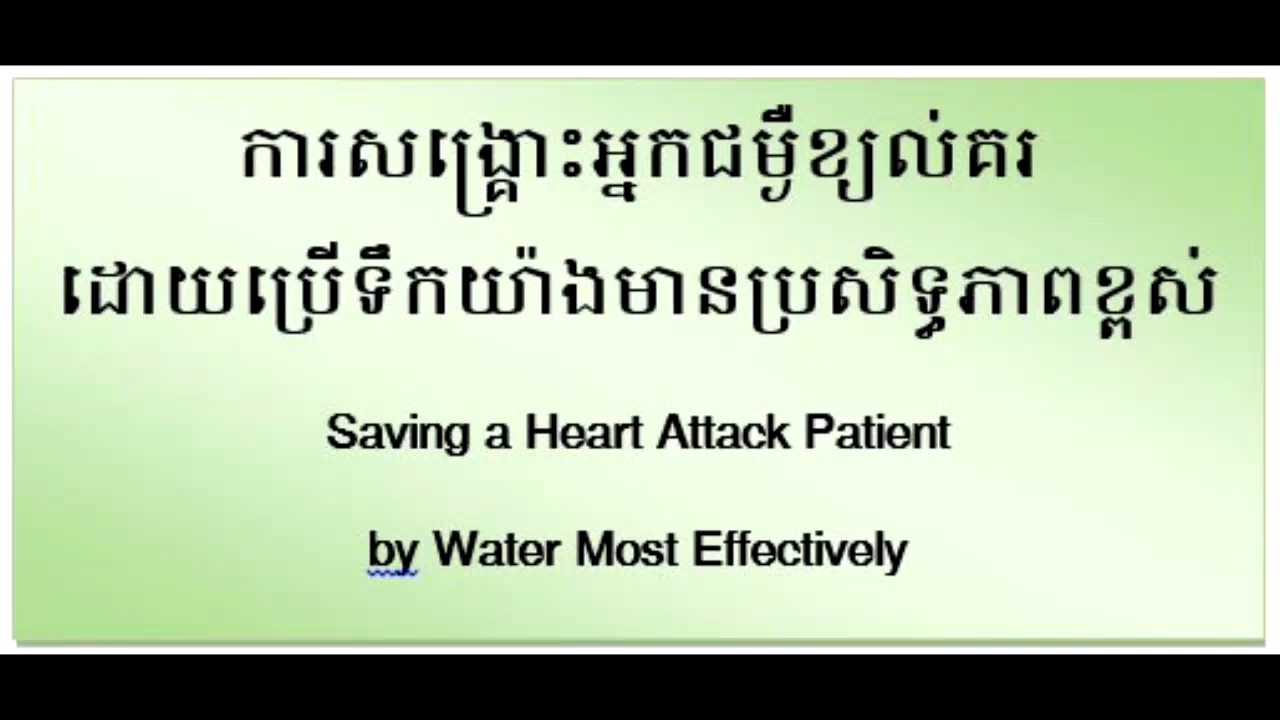 ការសង្គ្រោះអ្នកជម្ងឺខ្យល់គរ
ដោយប្រើទឹកយ៉ាងមានប្រសិទ្ធភាពខ្ពស់
Saving a Heart Attack Patient
by Water Most Effectively